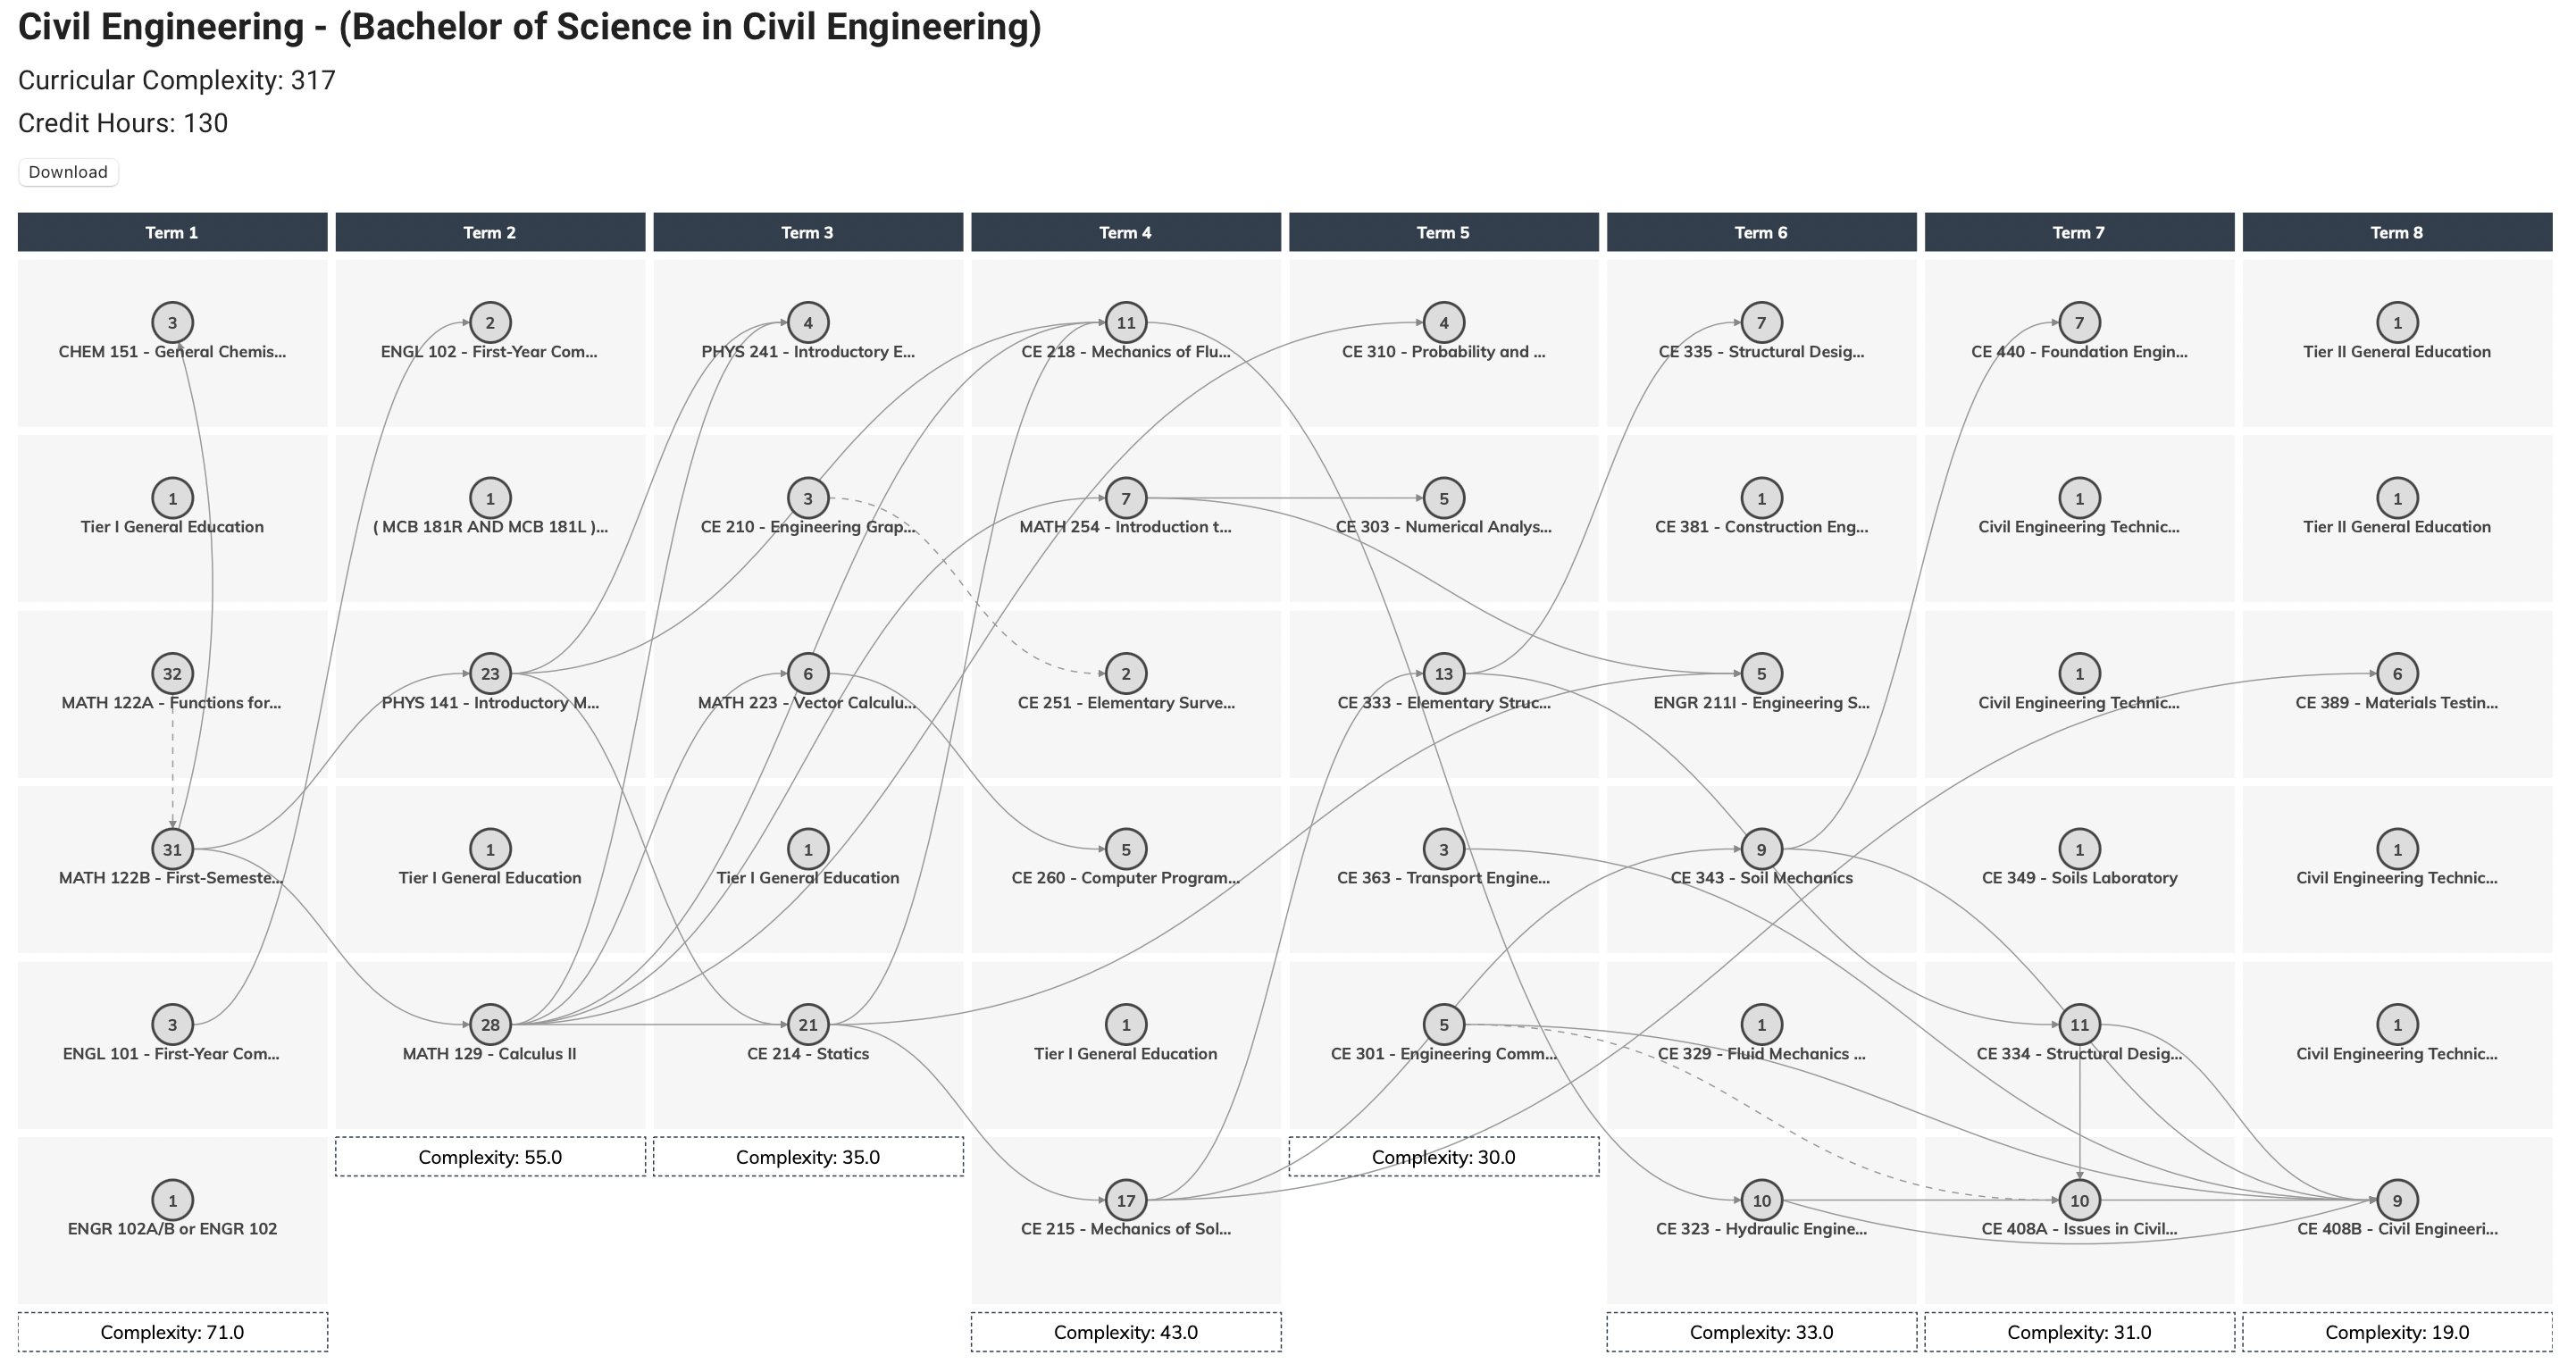 Civil Engineering - (Bachelor of Science in Civil Engineering)
Curricular Complexity: 317
Credit Hours: 130
Download
Term 1
Term 2
Term 3
Term 4
Term 5
Term 6
Term 7
Term 8
3
CHEM 151 - General Chemis...
2
ENGL 102 - First-Year Com...
4
PHYS 241 - Introductory E...
11
CE 218 - Mechanics of Flu...
4
CE 310 - Probability and ...
7
CE 335 - Structural Desig...
7
CE 440 - Foundation Engin...
1
Tier II General Education
1
Tier I General Education
1
( MCB 181R AND MCB 181L )...
3
CE 210 - Engineering Grap...
7
MATH 254 - Introduction t...
5
CE 303 - Numerical Analys...
1
CE 381 - Construction Eng...
1
Civil Engineering Technic...
1
Tier II General Education
32
MATH 122A - Functions for...
23
PHYS 141 - Introductory M...
6
MATH 223 - Vector Calculu...
2
CE 251 - Elementary Surve...
13
CE 333 - Elementary Struc...
5
ENGR 211I - Engineering S...
1
Civil Engineering Technic...
6
CE 389 - Materials Testin...
31
MATH 122B - First-Semeste...
1
Tier I General Education
1
Tier I General Education
5
CE 260 - Computer Program...
3
CE 363 - Transport Engine...
9
CE 343 - Soil Mechanics
1
CE 349 - Soils Laboratory
1
Civil Engineering Technic...
3
ENGL 101 - First-Year Com...
28
MATH 129 - Calculus II
21
CE 214 - Statics
1
Tier I General Education
5
CE 301 - Engineering Comm...
1
CE 329 - Fluid Mechanics ...
11
CE 334 - Structural Desig...
1
Civil Engineering Technic...
1
ENGR 102A/B or ENGR 102
Complexity: 55.0
Complexity: 35.0
17
CE 215 - Mechanics of Sol...
Complexity: 30.0
10
CE 323 - Hydraulic Engine...
10
CE 408A - Issues in Civil...
9
CE 408B - Civil Engineeri...
Complexity: 71.0
Complexity: 43.0
Complexity: 33.0
Complexity: 31.0
Complexity: 19.0